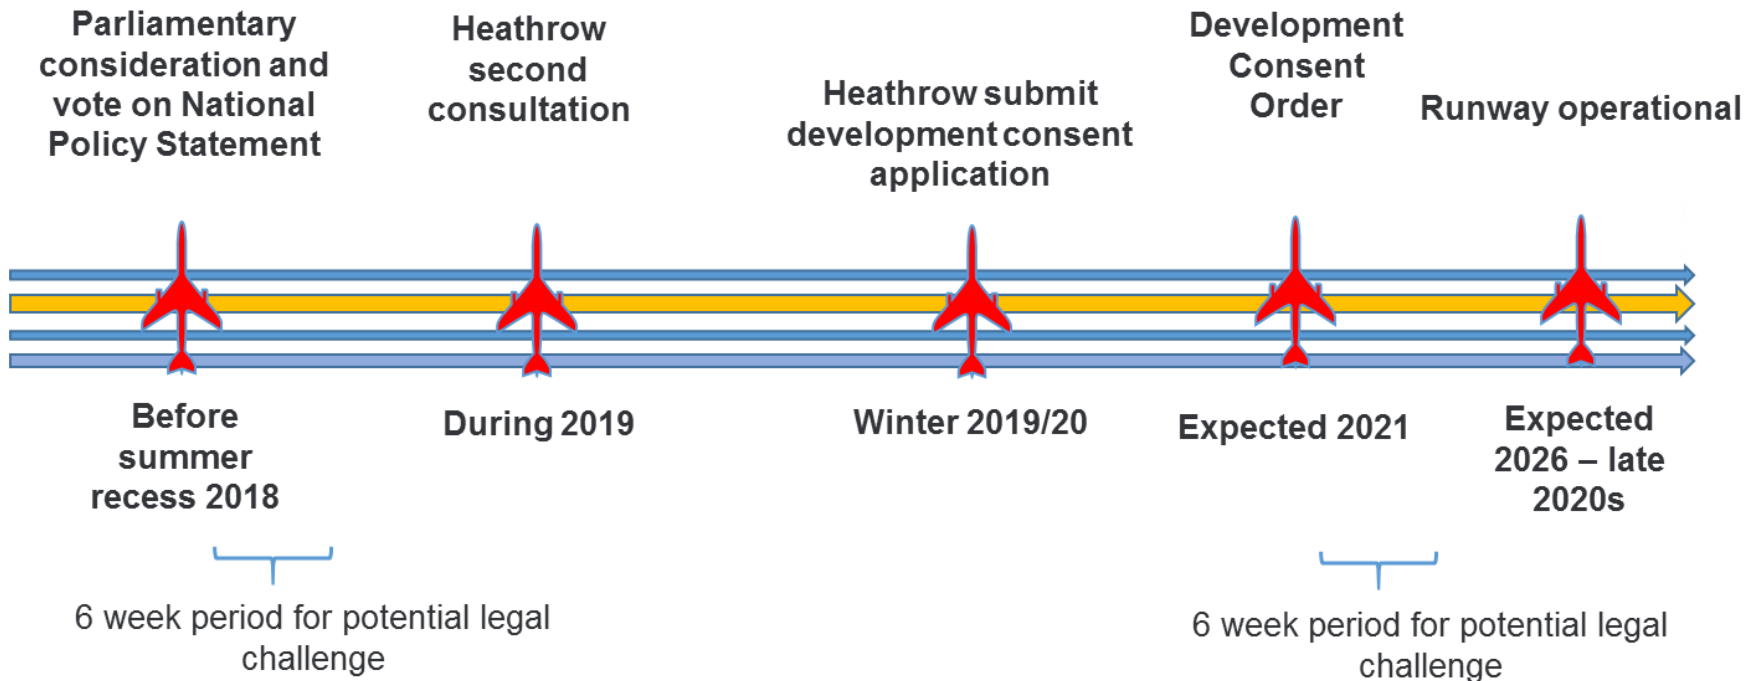 Parliamentary
consideration and
vote on National
Policy Statement
Heathrow
second
consultation
Heathrow submit
development consent
application
Development
Consent
Order
Runway operational
Before
summer
recess 2018
During 2019
Winter 2019/20
Expected 2021
Expected
2026 – late
2020s
6 week period for potential legal
challenge
6 week period for potential legal
challenge